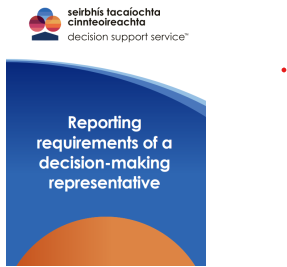 seirbhís tacaíochta
cinnteoireachta
decision support service™
Reporting
requirements of a
decision-making
representative